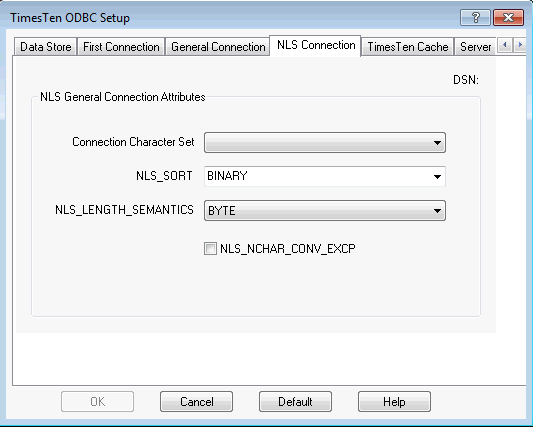 TimesTen ODBC Setup
Data Store First Connection General Connection NLS Connection TimesTen Cache Server
DSN:
NLS General Connection Attributes
Connection Character Set
NLS_SORT BINARY
NLS_LENGTH_SEMANTICS BYTE
NLS_NCHAR_CONV_EXCP
OK Cancel Default Help